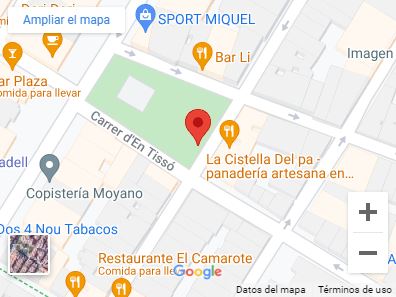 Dori Dori
Ampliar el mapa
SPORT MIQUEL
Bar Li
Imagen
ar Plaza
omida para llevar
Carrer d'En Tissó
La Cistella Del pa -
panadería artesana en...
adell
Copistería Moyano
Dos 4 Nou Tabacos
Restaurante El Camarote
Comida para lle
Google
Datos del mapa
Términos de uso